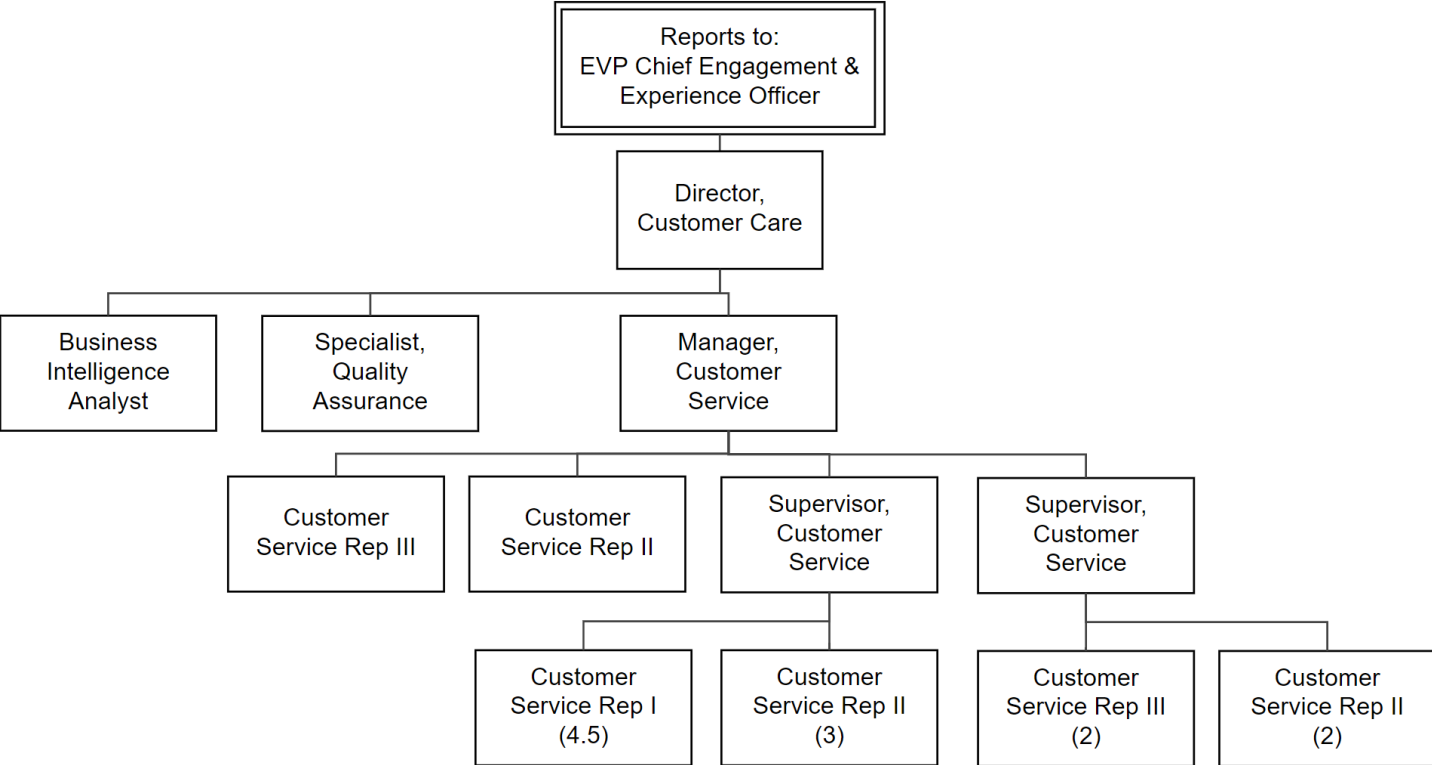 Reports to:
EVP Chief Engagement &
Experience Officer
Director,
Customer Care
Business
Intelligence
Analyst
Specialist,
Quality
Assurance
Manager,
Customer
Service
Customer
Service Rep III
Customer
Service Rep II
Supervisor,
Customer
Service
Supervisor,
Customer
Service
Customer
Service Rep I
(4.5)
Customer
Service Rep II
(3)
Customer
Service Rep III
(2)
Customer
Service Rep II
(2)